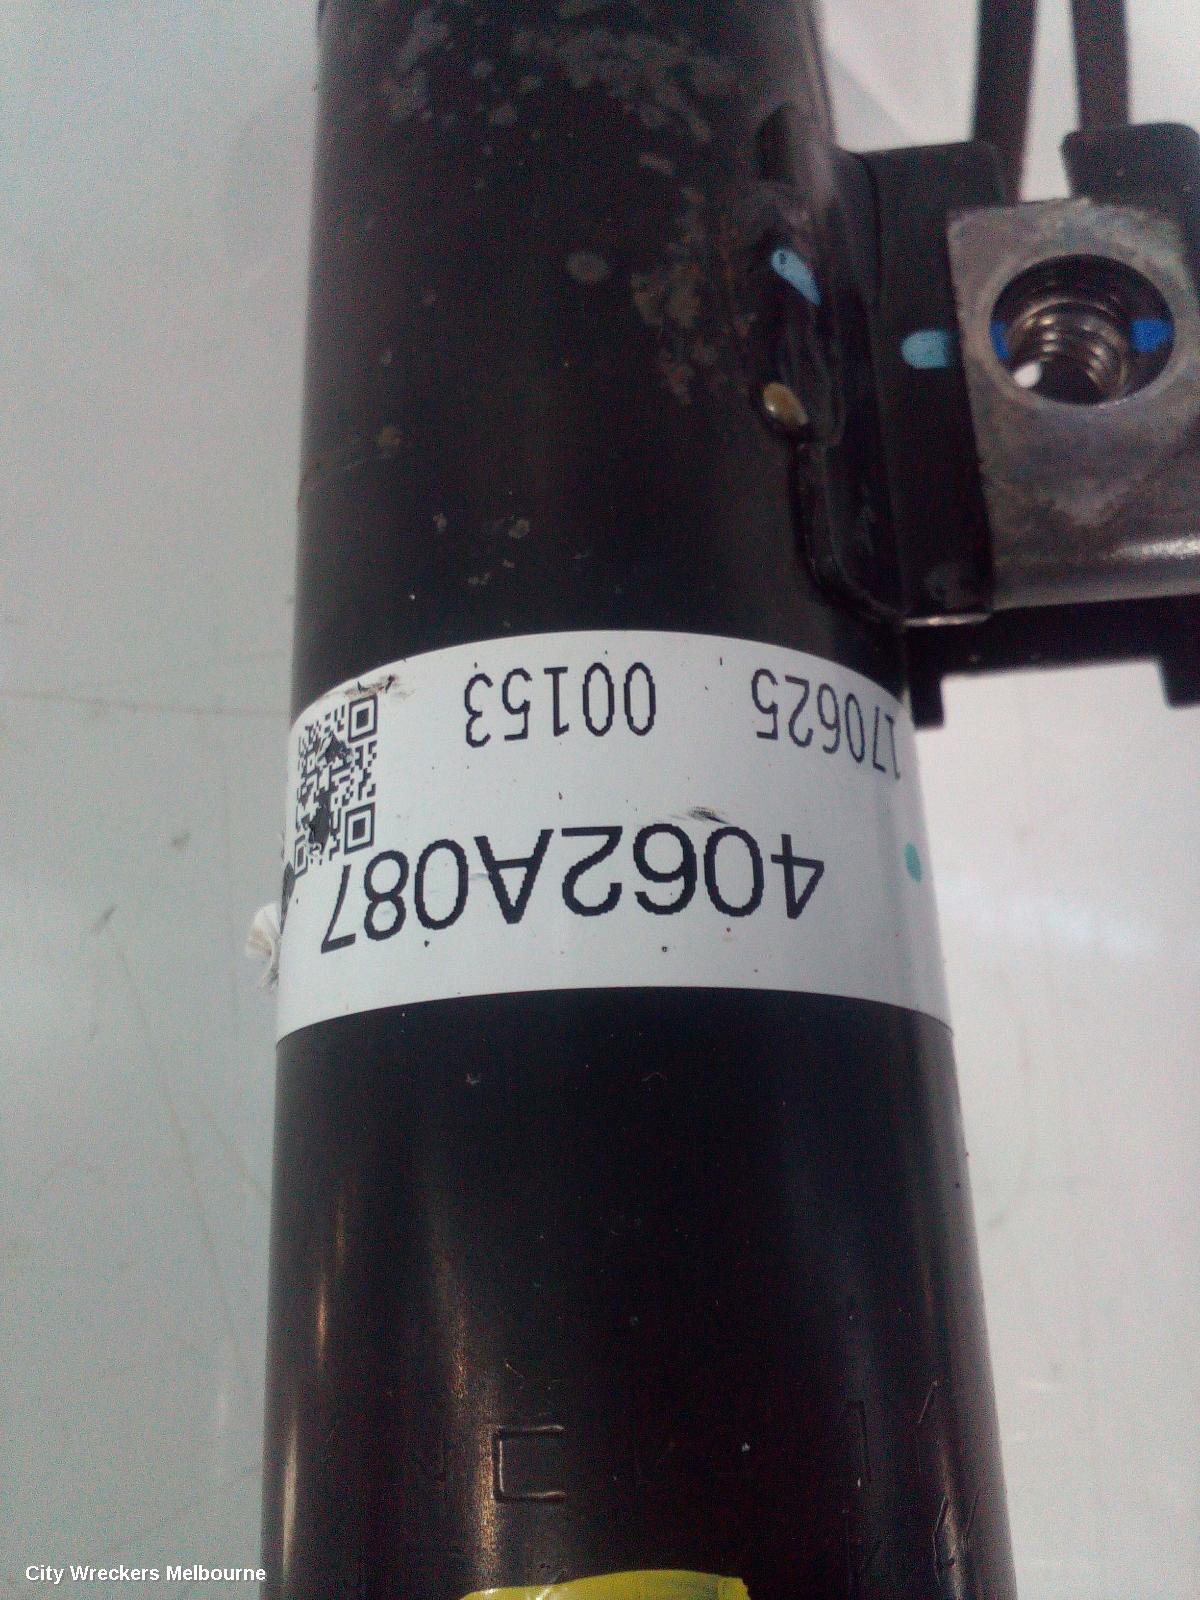 4062A087
170625 00153
City Wreckers Melbourne